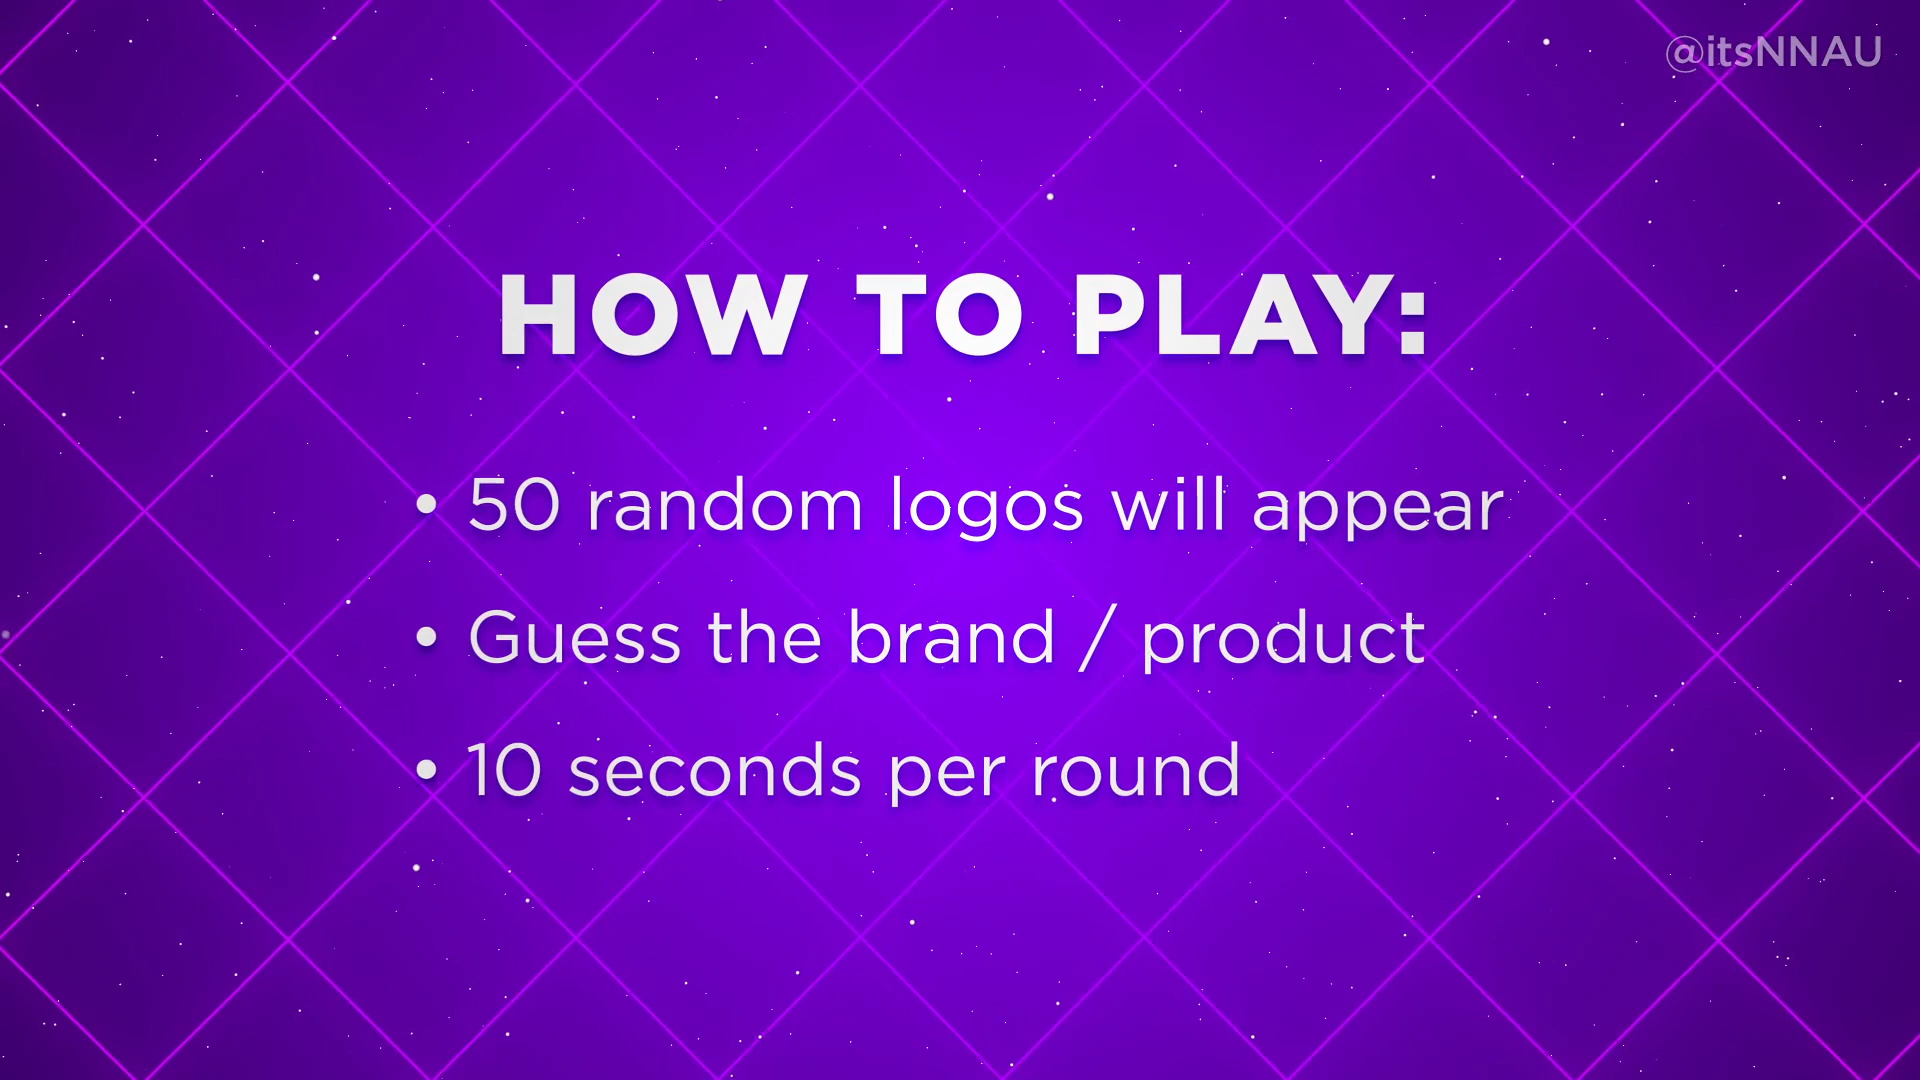 @itsNNAU
HOW TO PLAY:
• 50 random logos will appear
• Guess the brand / product
• 10 seconds per round